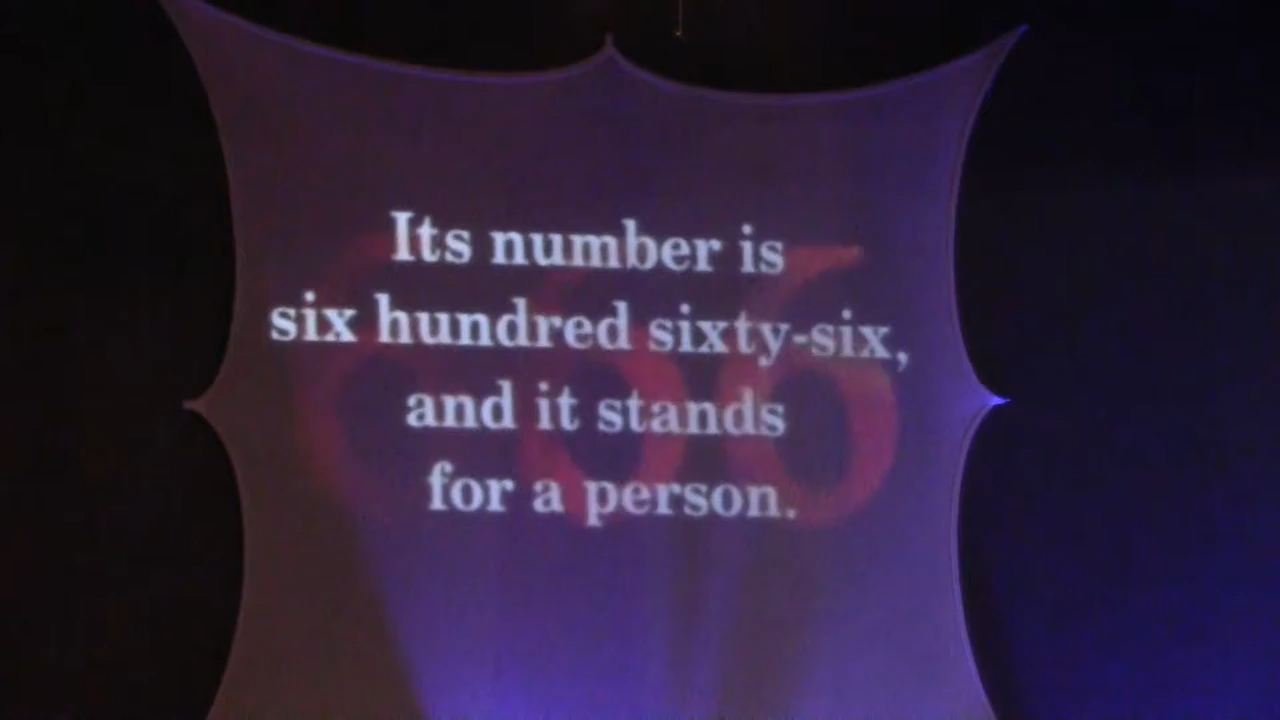 Its number is
six hundred sixty-six,
and it stands
for a person.
666